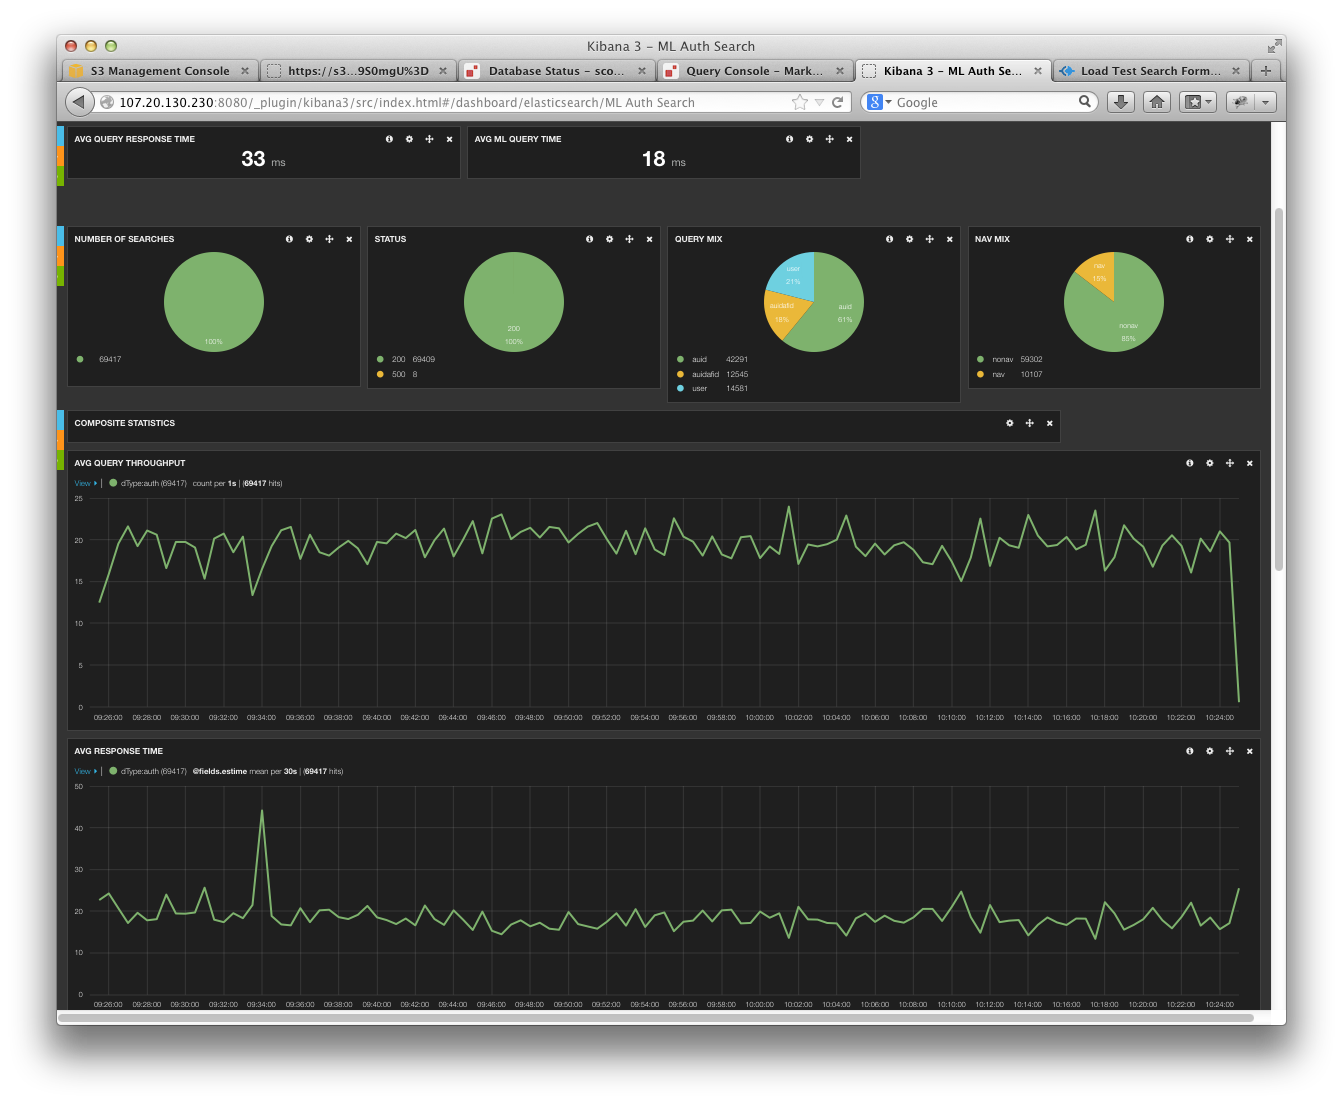 Kibana 3 – ML Auth Search
S3 Management Console
https://s3...9S0mgU%3D
Database Status – sco...
Query Console – Mark...
Kibana 3 – ML Auth Se...
Load Test Search Form...
107.20.130.230:8080/_plugin/kibana3/src/index.html#/dashboard/elasticsearch/ML Auth Search
Google
AVG QUERY RESPONSE TIME
33 ms
AVG ML QUERY TIME
18 ms
NUMBER OF SEARCHES
100%
69417
STATUS
200
100%
200 69409
500 8
QUERY MIX
user
21%
auidafid
18%
auid
61%
auid 42291
auidafid 12545
user 14581
NAV MIX
nav
15%
nonav
85%
nonav 59302
nav 10107
COMPOSITE STATISTICS
AVG QUERY THROUGHPUT
View | dType:auth (69417) count per 1s | (69417 hits)
25
20
15
10
5
0
09:26:00 09:28:00 09:30:00 09:32:00 09:34:00 09:36:00 09:38:00 09:40:00 09:42:00 09:44:00 09:46:00 09:48:00 09:50:00 09:52:00 09:54:00 09:56:00 09:58:00 10:00:00 10:02:00 10:04:00 10:06:00 10:08:00 10:10:00 10:12:00 10:14:00 10:16:00 10:18:00 10:20:00 10:22:00 10:24:00
AVG RESPONSE TIME
View | dType:auth (69417) @fields.estime mean per 30s | (69417 hits)
50
40
30
20
10
0
09:26:00 09:28:00 09:30:00 09:32:00 09:34:00 09:36:00 09:38:00 09:40:00 09:42:00 09:44:00 09:46:00 09:48:00 09:50:00 09:52:00 09:54:00 09:56:00 09:58:00 10:00:00 10:02:00 10:04:00 10:06:00 10:08:00 10:10:00 10:12:00 10:14:00 10:16:00 10:18:00 10:20:00 10:22:00 10:24:00